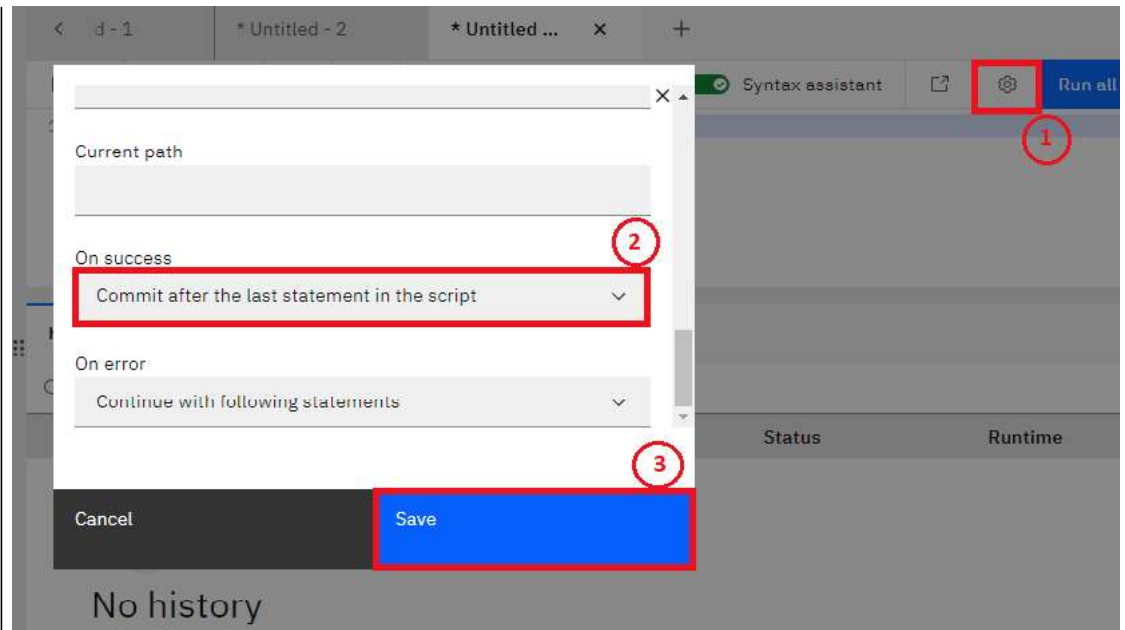 d - 1
* Untitled - 2
* Untitled ...
Syntax assistant
Run all
1
Current path
2
On success
Commit after the last statement in the script
On error
Continue with following statements
Status
Runtime
3
Cancel
Save
No history